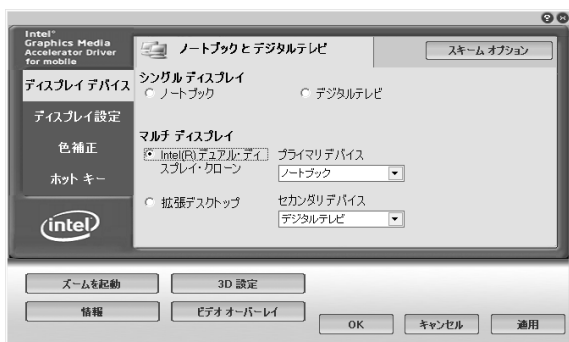 Intel®
Graphics Media
Accelerator Driver
for mobile
ノートブックとデジタルテレビ
スキーム オプション
ディスプレイ デバイス
ディスプレイ設定
色補正
ホット キー
intel
シングル ディスプレイ
ノートブック
デジタルテレビ
マルチ ディスプレイ
Intel(R) デュアル・ディ
スプレイ・クローン
プライマリ デバイス
ノートブック
拡張デスクトップ
セカンダリ デバイス
デジタルテレビ
ズームを起動
3D 設定
情報
ビデオ オーバーレイ
OK
キャンセル
適用